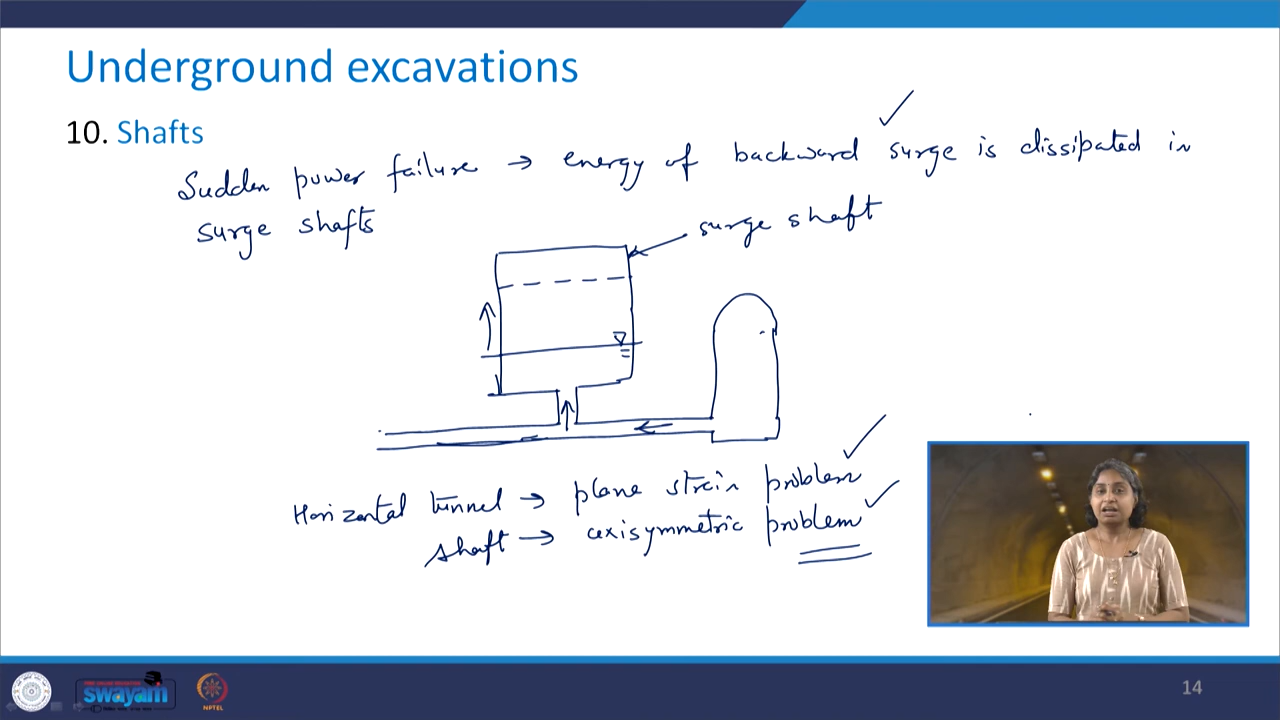 Underground excavations
10. Shafts
Sudden power failure → energy of backward surge is dissipated in
surge shafts
surge shaft
Horizontal tunnel → plane strain problem
shaft → axisymmetric problem
swayam
NPTEL
14